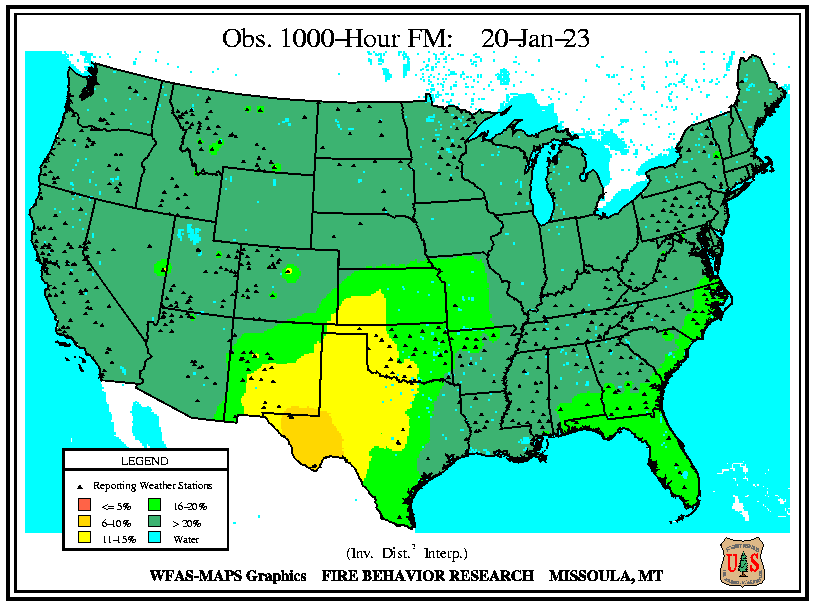 Obs. 1000-Hour FM: 20-Jan-23
LEGEND
Reporting Weather Stations
<= 5%
16-20%
6-10%
> 20%
11-15%
Water
(Inv. Dist.² Interp.)
WFAS-MAPS Graphics FIRE BEHAVIOR RESEARCH MISSOULA, MT
U S